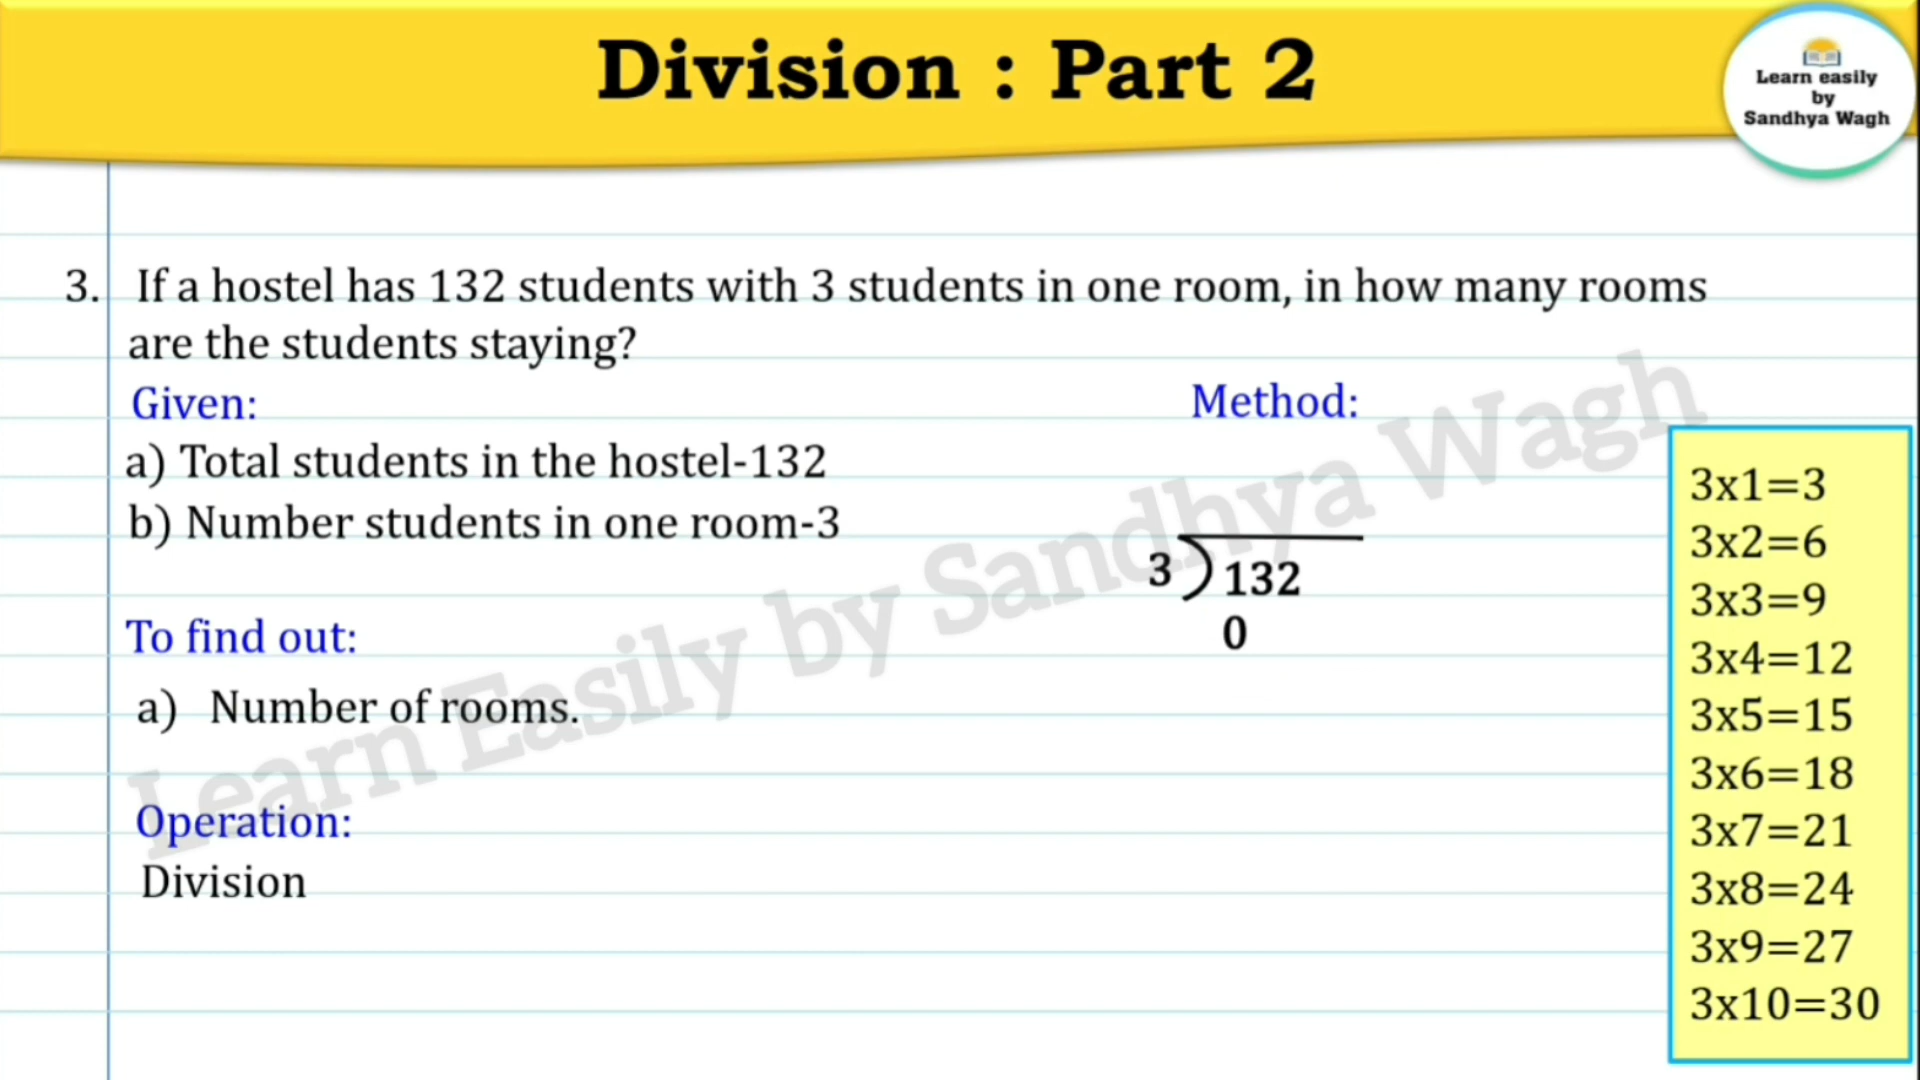 Division : Part 2
Learn easily
by
Sandhya Wagh
3. If a hostel has 132 students with 3 students in one room, in how many rooms
are the students staying?
Given:
a) Total students in the hostel-132
b) Number students in one room-3
To find out:
a) Number of rooms.
Operation:
Division
Method:
3 132
0
3x1=3
3x2=6
3x3=9
3x4=12
3x5=15
3x6=18
3x7=21
3x8=24
3x9=27
3x10=30
Learn Easily by Sandhya Wagh